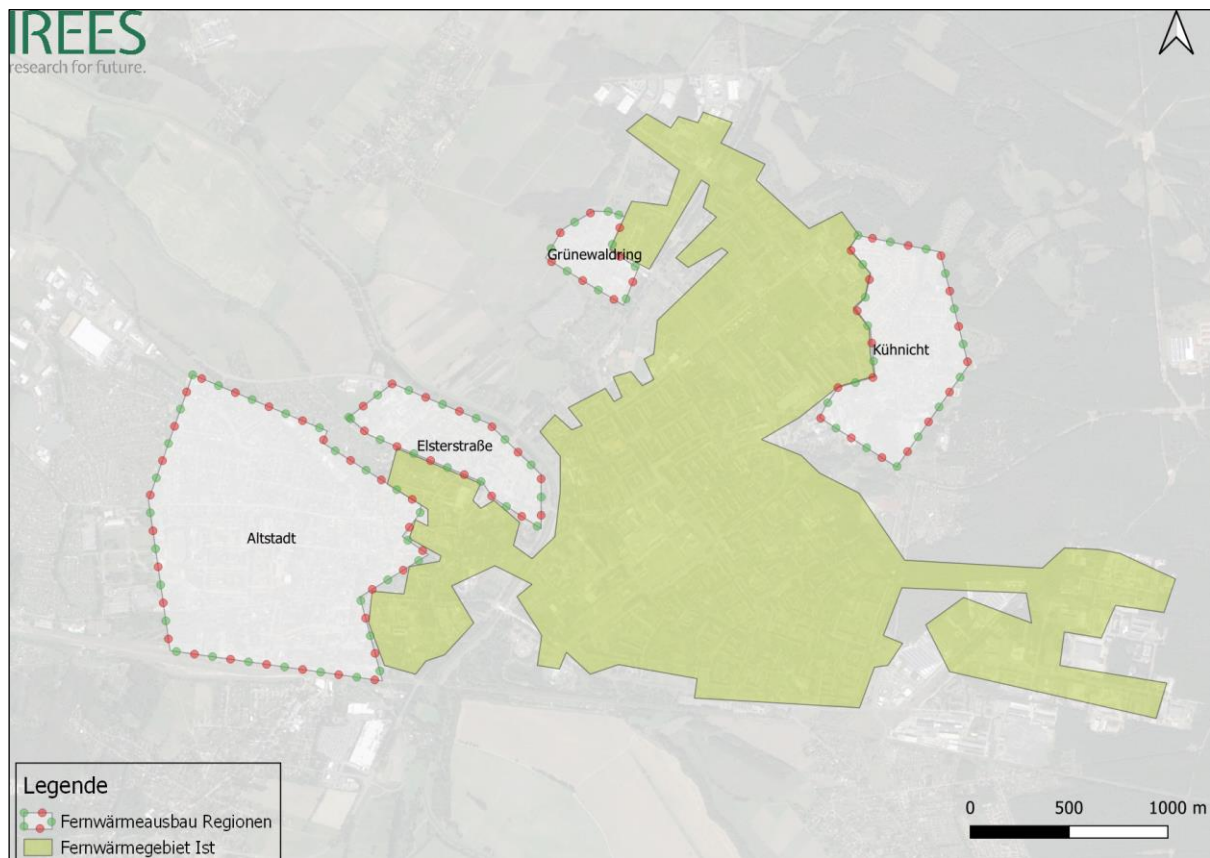 IREES
research for future.
Grünewaldring
Kühnicht
Elsterstraße
Altstadt
Legende
Fernwärmeausbau Regionen
Fernwärmegebiet Ist
0 500 1000 m